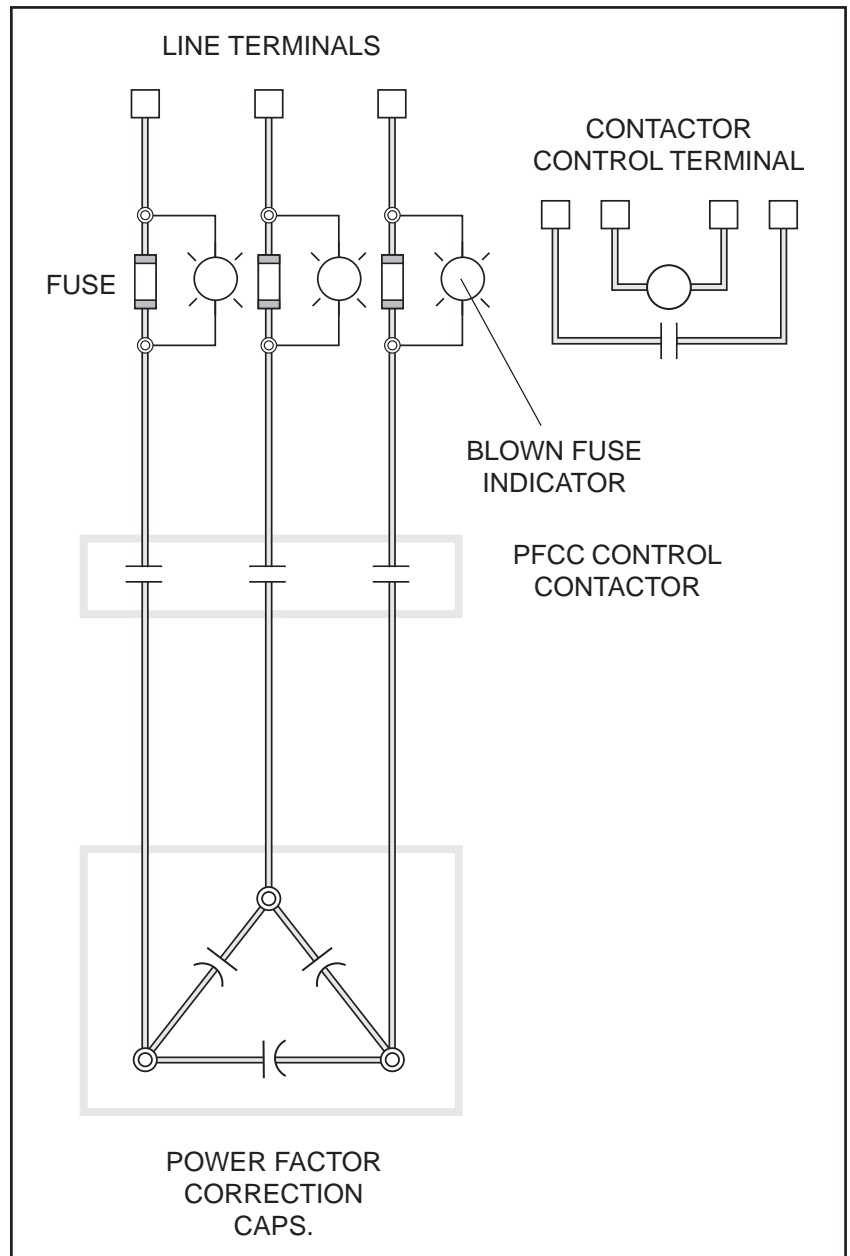 LINE TERMINALS
CONTACTOR
CONTROL TERMINAL
FUSE
BLOWN FUSE
INDICATOR
PFCC CONTROL
CONTACTOR
POWER FACTOR
CORRECTION
CAPS.